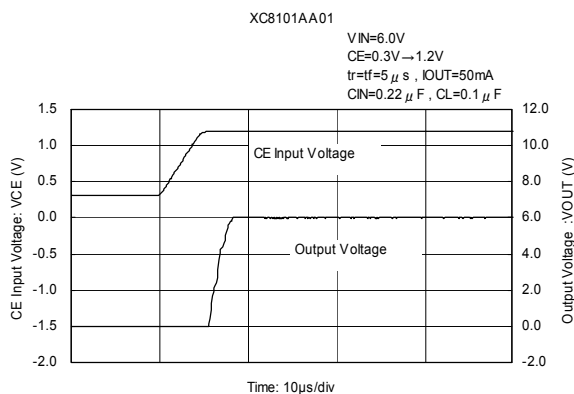 XC8101AA01
VIN=6.0V
CE=0.3V→1.2V
tr=tf=5 μ s , IOUT=50mA
CIN=0.22 μ F , CL=0.1 μ F
CE Input Voltage: VCE (V)
1.5
1.0
0.5
0.0
-0.5
-1.0
-1.5
-2.0
CE Input Voltage
Output Voltage
12.0
10.0
8.0
6.0
4.0
2.0
0.0
-2.0
Output Voltage :VOUT (V)
Time: 10μs/div